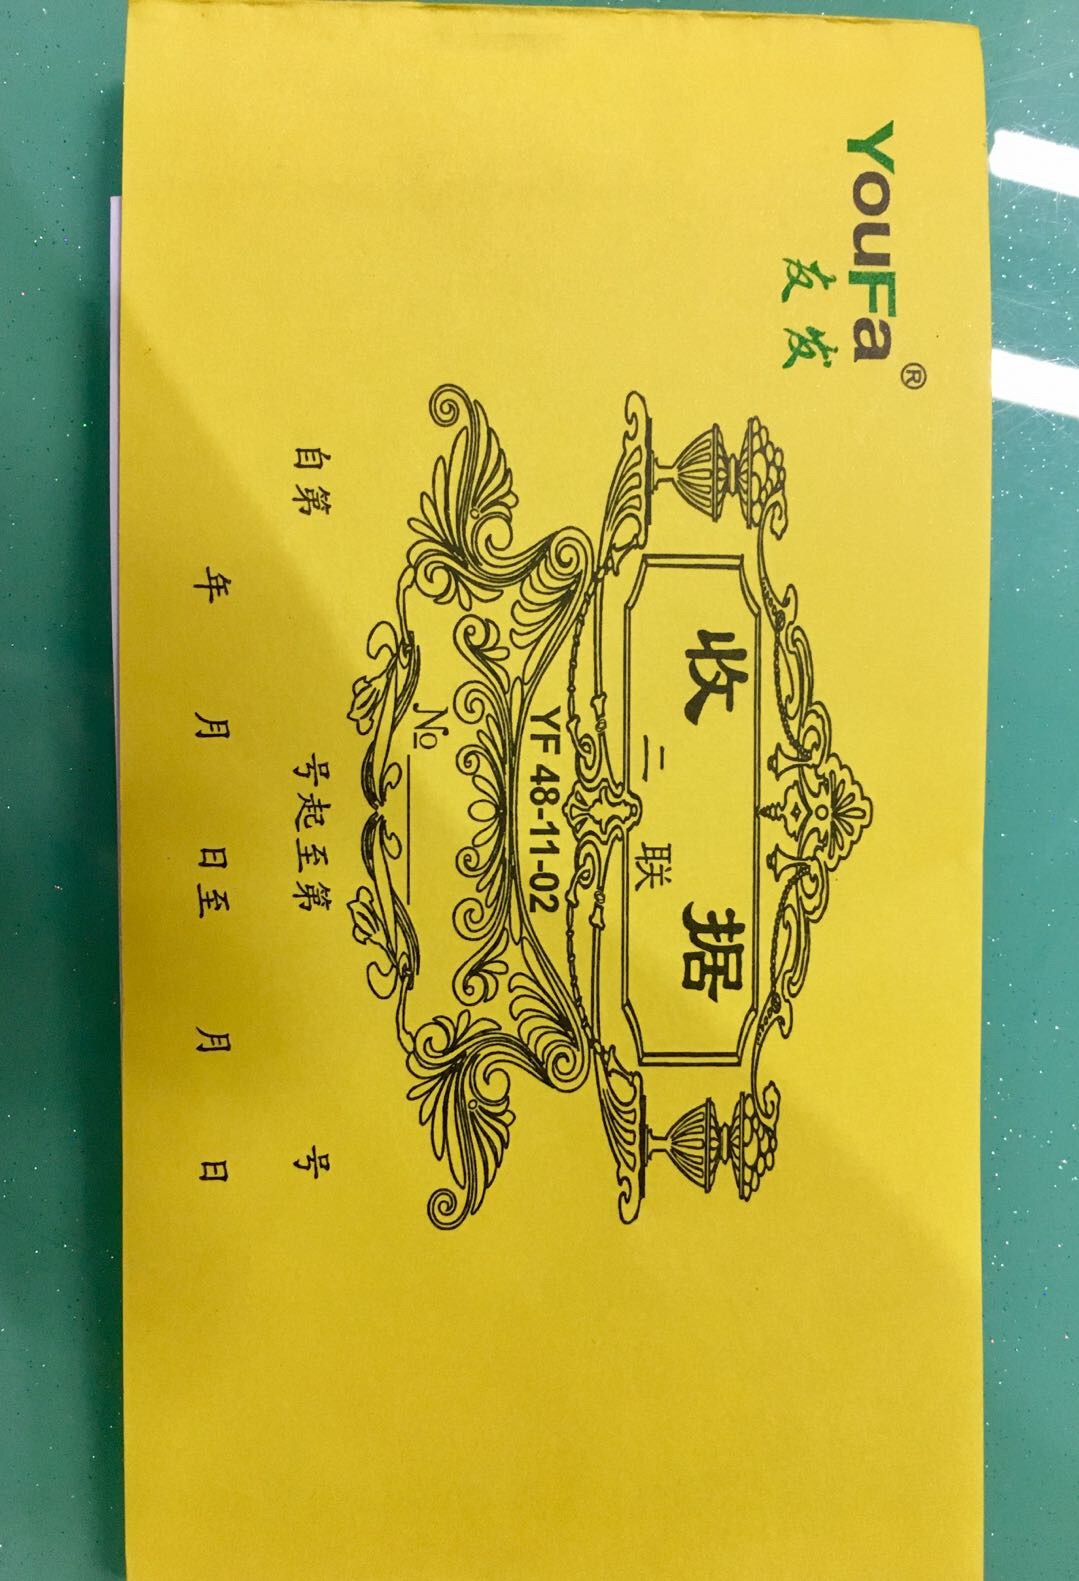 YouFa®
友发
收据
二联
YF 48-11-02
№
自第 号起至第 号
年 月 日至 月 日